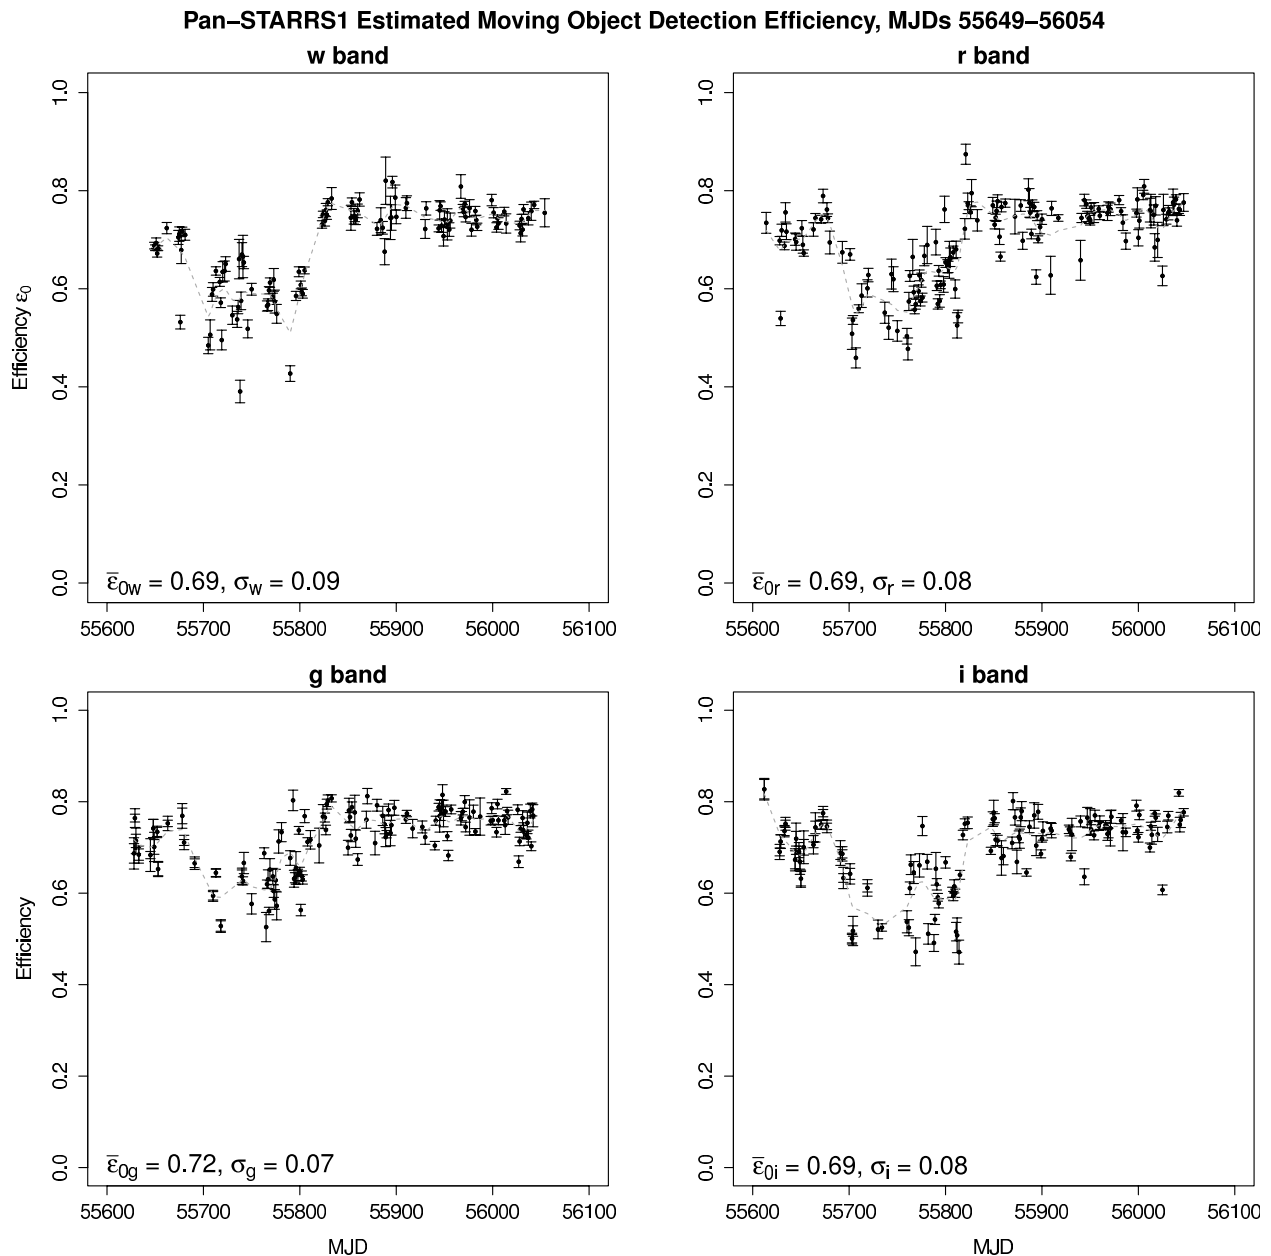 Pan−STARRS1 Estimated Moving Object Detection Efficiency, MJDs 55649−56054
w band
1.0
0.8
0.6
0.4
0.2
0.0
Efficiency ε0
ε̅0w = 0.69, σw = 0.09
55600 55700 55800 55900 56000 56100
r band
1.0
0.8
0.6
0.4
0.2
0.0
ε̅0r = 0.69, σr = 0.08
55600 55700 55800 55900 56000 56100
g band
1.0
0.8
0.6
0.4
0.2
0.0
Efficiency
ε̅0g = 0.72, σg = 0.07
55600 55700 55800 55900 56000 56100
MJD
i band
1.0
0.8
0.6
0.4
0.2
0.0
ε̅0i = 0.69, σi = 0.08
55600 55700 55800 55900 56000 56100
MJD